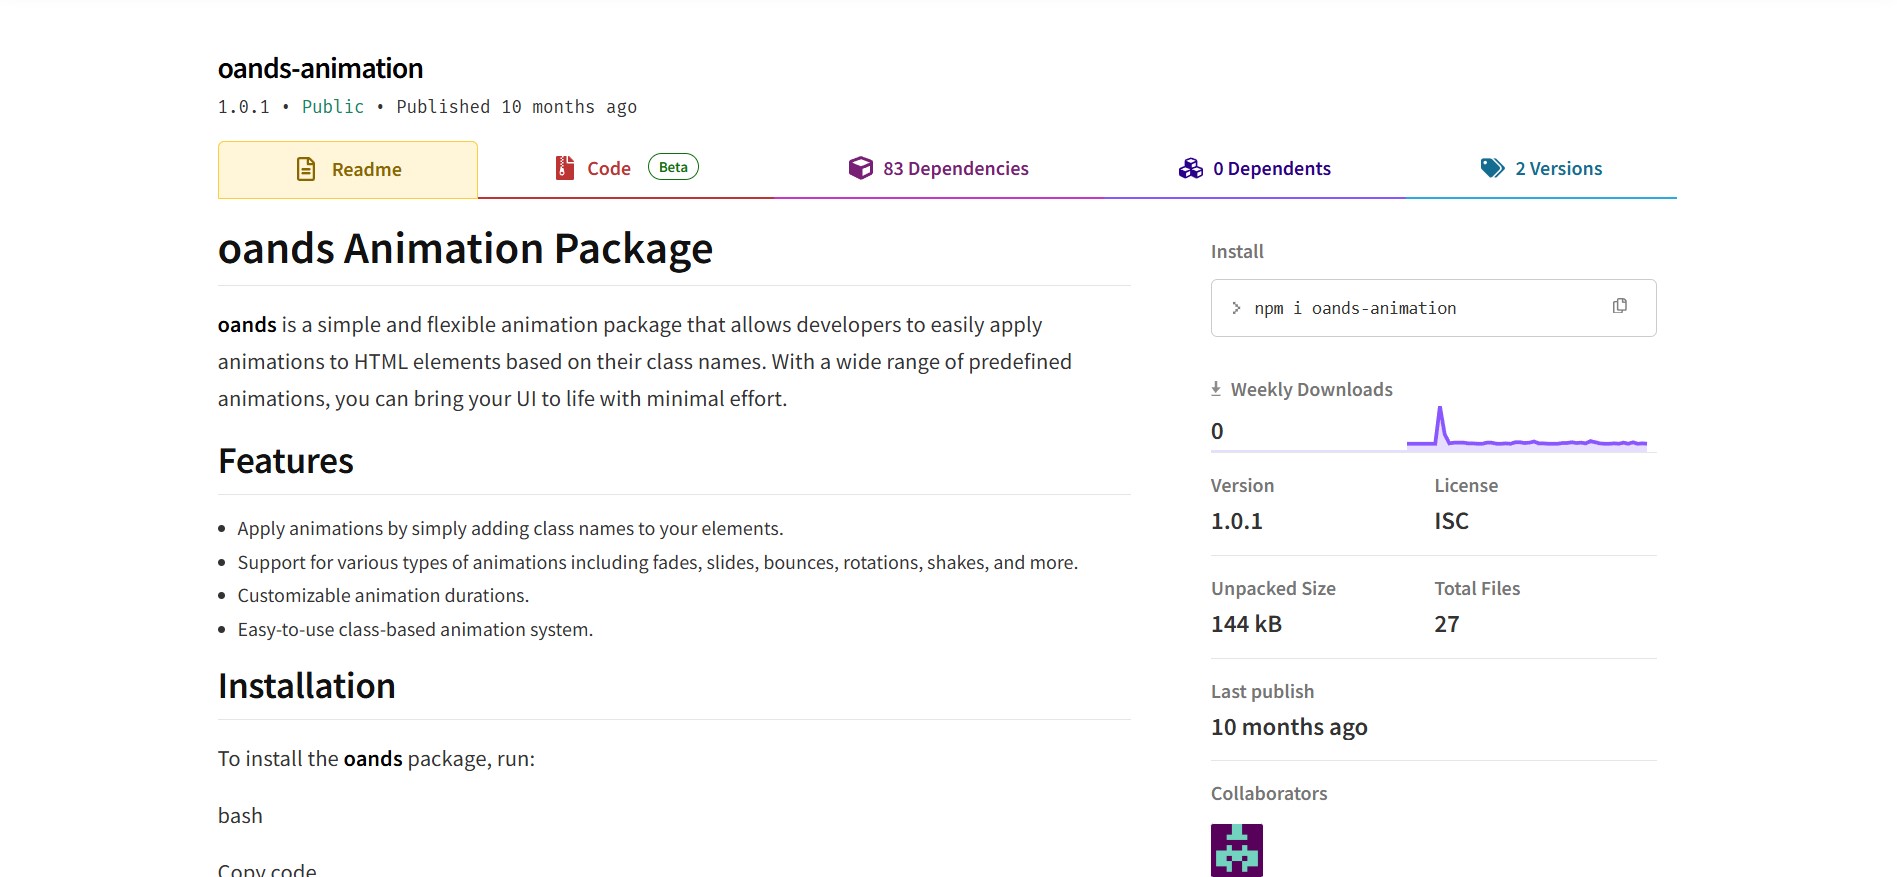 oands-animation
1.0.1 • Public • Published 10 months ago
Readme
Code Beta
83 Dependencies
0 Dependents
2 Versions
oands Animation Package
oands is a simple and flexible animation package that allows developers to easily apply
animations to HTML elements based on their class names. With a wide range of predefined
animations, you can bring your UI to life with minimal effort.
Features
• Apply animations by simply adding class names to your elements.
• Support for various types of animations including fades, slides, bounces, rotations, shakes, and more.
• Customizable animation durations.
• Easy-to-use class-based animation system.
Installation
To install the oands package, run:
bash
Copy code
Install
> npm i oands-animation
Weekly Downloads
0
Version
1.0.1
License
ISC
Unpacked Size
144 kB
Total Files
27
Last publish
10 months ago
Collaborators